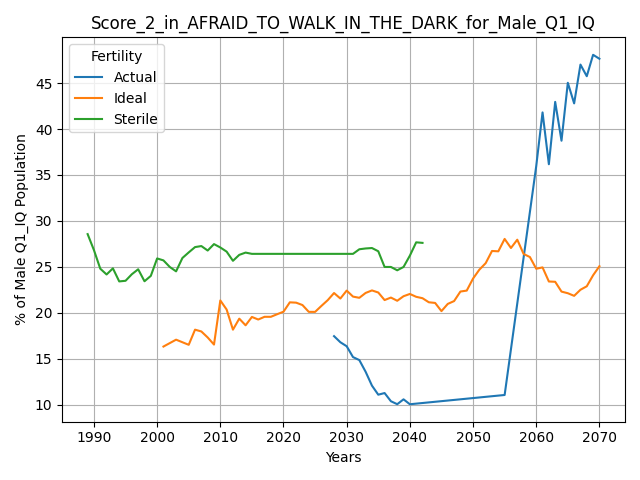 Score_2_in_AFRAID_TO_WALK_IN_THE_DARK_for_Male_Q1_IQ
Fertility
Actual
Ideal
Sterile
% of Male Q1_IQ Population
45
40
35
30
25
20
15
10
1990 2000 2010 2020 2030 2040 2050 2060 2070
Years